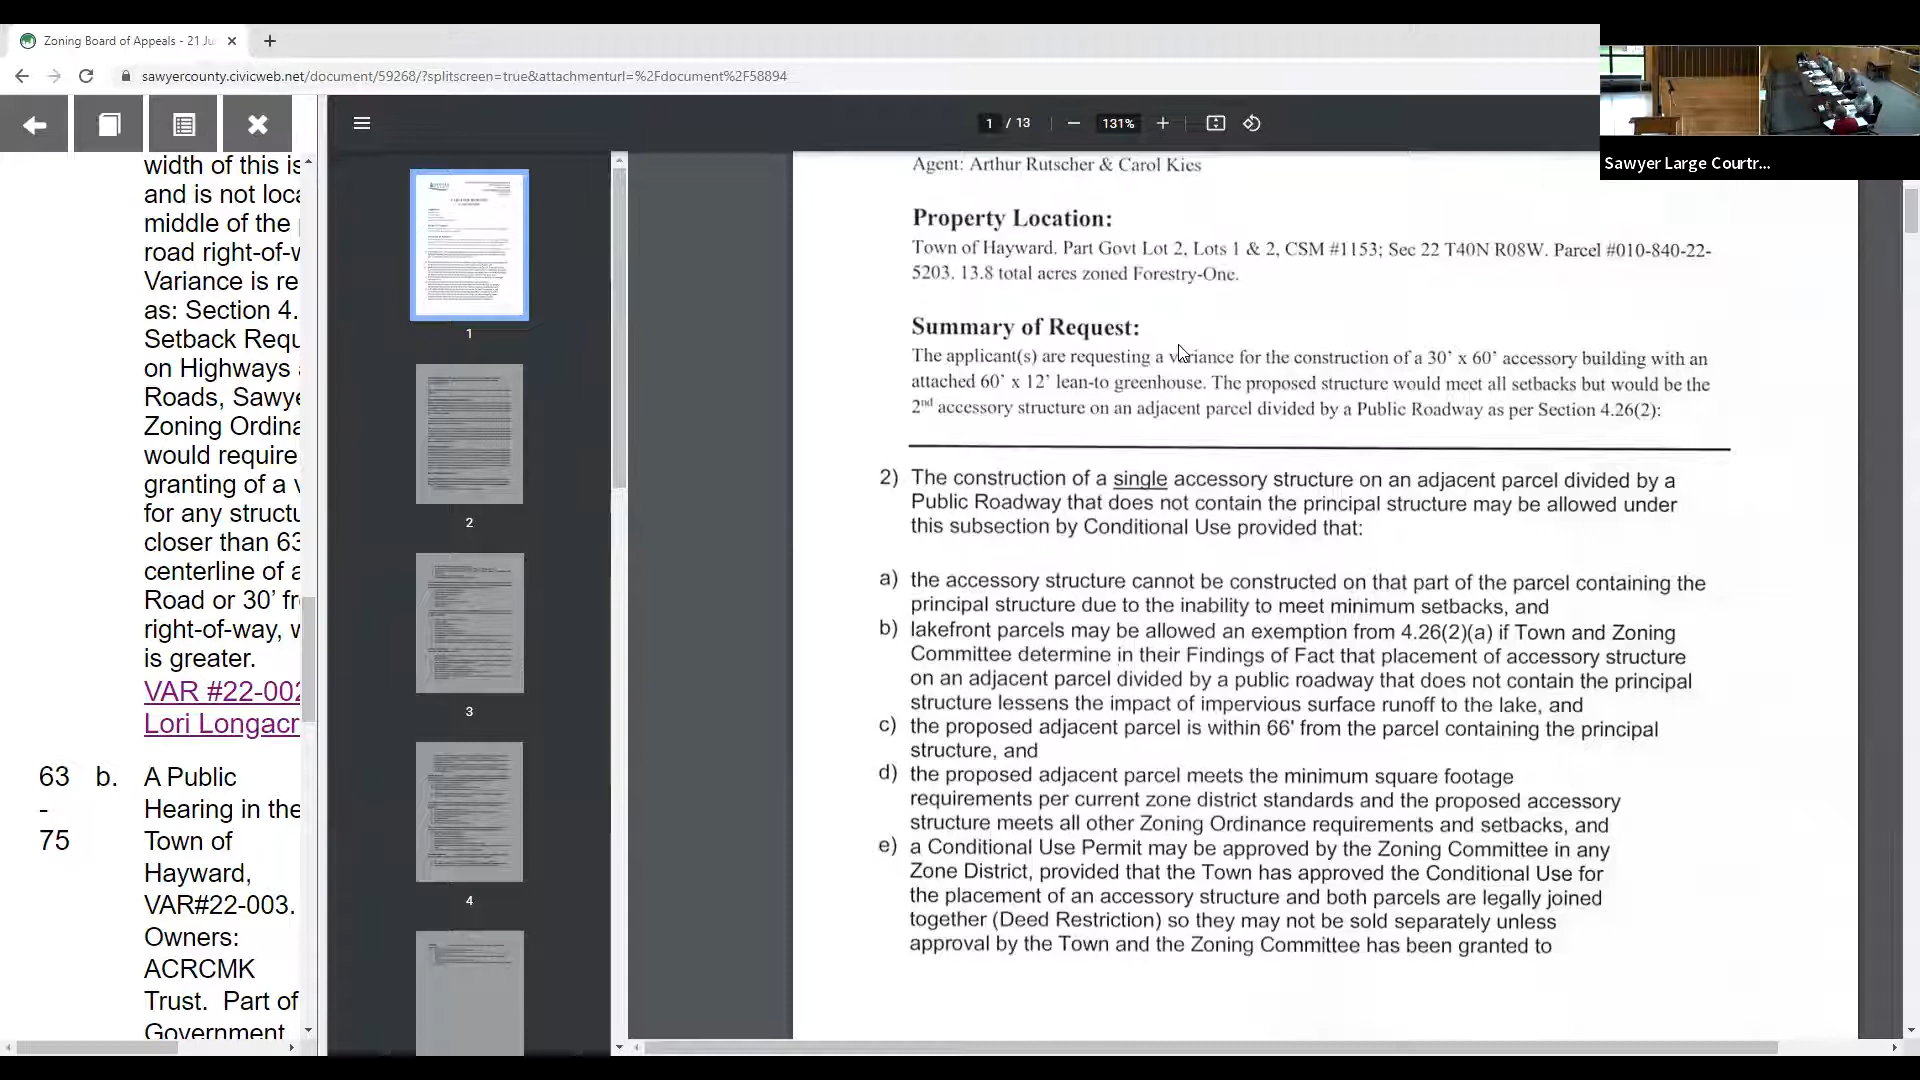 Zoning Board of Appeals - 21 Ju
sawyercounty.civicweb.net/document/59268/?splitscreen=true&attachmenturl=%2Fdocument%2F58894
Sawyer Large Courtr...
1 / 13
131%
width of this is
and is not loca
middle of the
road right-of-w
Variance is re
as: Section 4.
Setback Requ
on Highways
Roads, Sawye
Zoning Ordina
would require
granting of a v
for any structu
closer than 63
centerline of a
Road or 30' fr
right-of-way, w
is greater.
VAR #22-002
Lori Longacr
63 b. A Public
- Hearing in the
75 Town of
Hayward,
VAR#22-003.
Owners:
ACRCMK
Trust. Part of
Government
1
2
3
4
Agent: Arthur Rutscher & Carol Kies
Property Location:
Town of Hayward. Part Govt Lot 2, Lots 1 & 2, CSM #1153; Sec 22 T40N R08W. Parcel #010-840-22-
5203. 13.8 total acres zoned Forestry-One.
Summary of Request:
The applicant(s) are requesting a variance for the construction of a 30' x 60' accessory building with an
attached 60' x 12' lean-to greenhouse. The proposed structure would meet all setbacks but would be the
2nd accessory structure on an adjacent parcel divided by a Public Roadway as per Section 4.26(2):
2) The construction of a single accessory structure on an adjacent parcel divided by a
Public Roadway that does not contain the principal structure may be allowed under
this subsection by Conditional Use provided that:
a) the accessory structure cannot be constructed on that part of the parcel containing the
principal structure due to the inability to meet minimum setbacks, and
b) lakefront parcels may be allowed an exemption from 4.26(2)(a) if Town and Zoning
Committee determine in their Findings of Fact that placement of accessory structure
on an adjacent parcel divided by a public roadway that does not contain the principal
structure lessens the impact of impervious surface runoff to the lake, and
c) the proposed adjacent parcel is within 66' from the parcel containing the principal
structure, and
d) the proposed adjacent parcel meets the minimum square footage
requirements per current zone district standards and the proposed accessory
structure meets all other Zoning Ordinance requirements and setbacks, and
e) a Conditional Use Permit may be approved by the Zoning Committee in any
Zone District, provided that the Town has approved the Conditional Use for
the placement of an accessory structure and both parcels are legally joined
together (Deed Restriction) so they may not be sold separately unless
approval by the Town and the Zoning Committee has been granted to